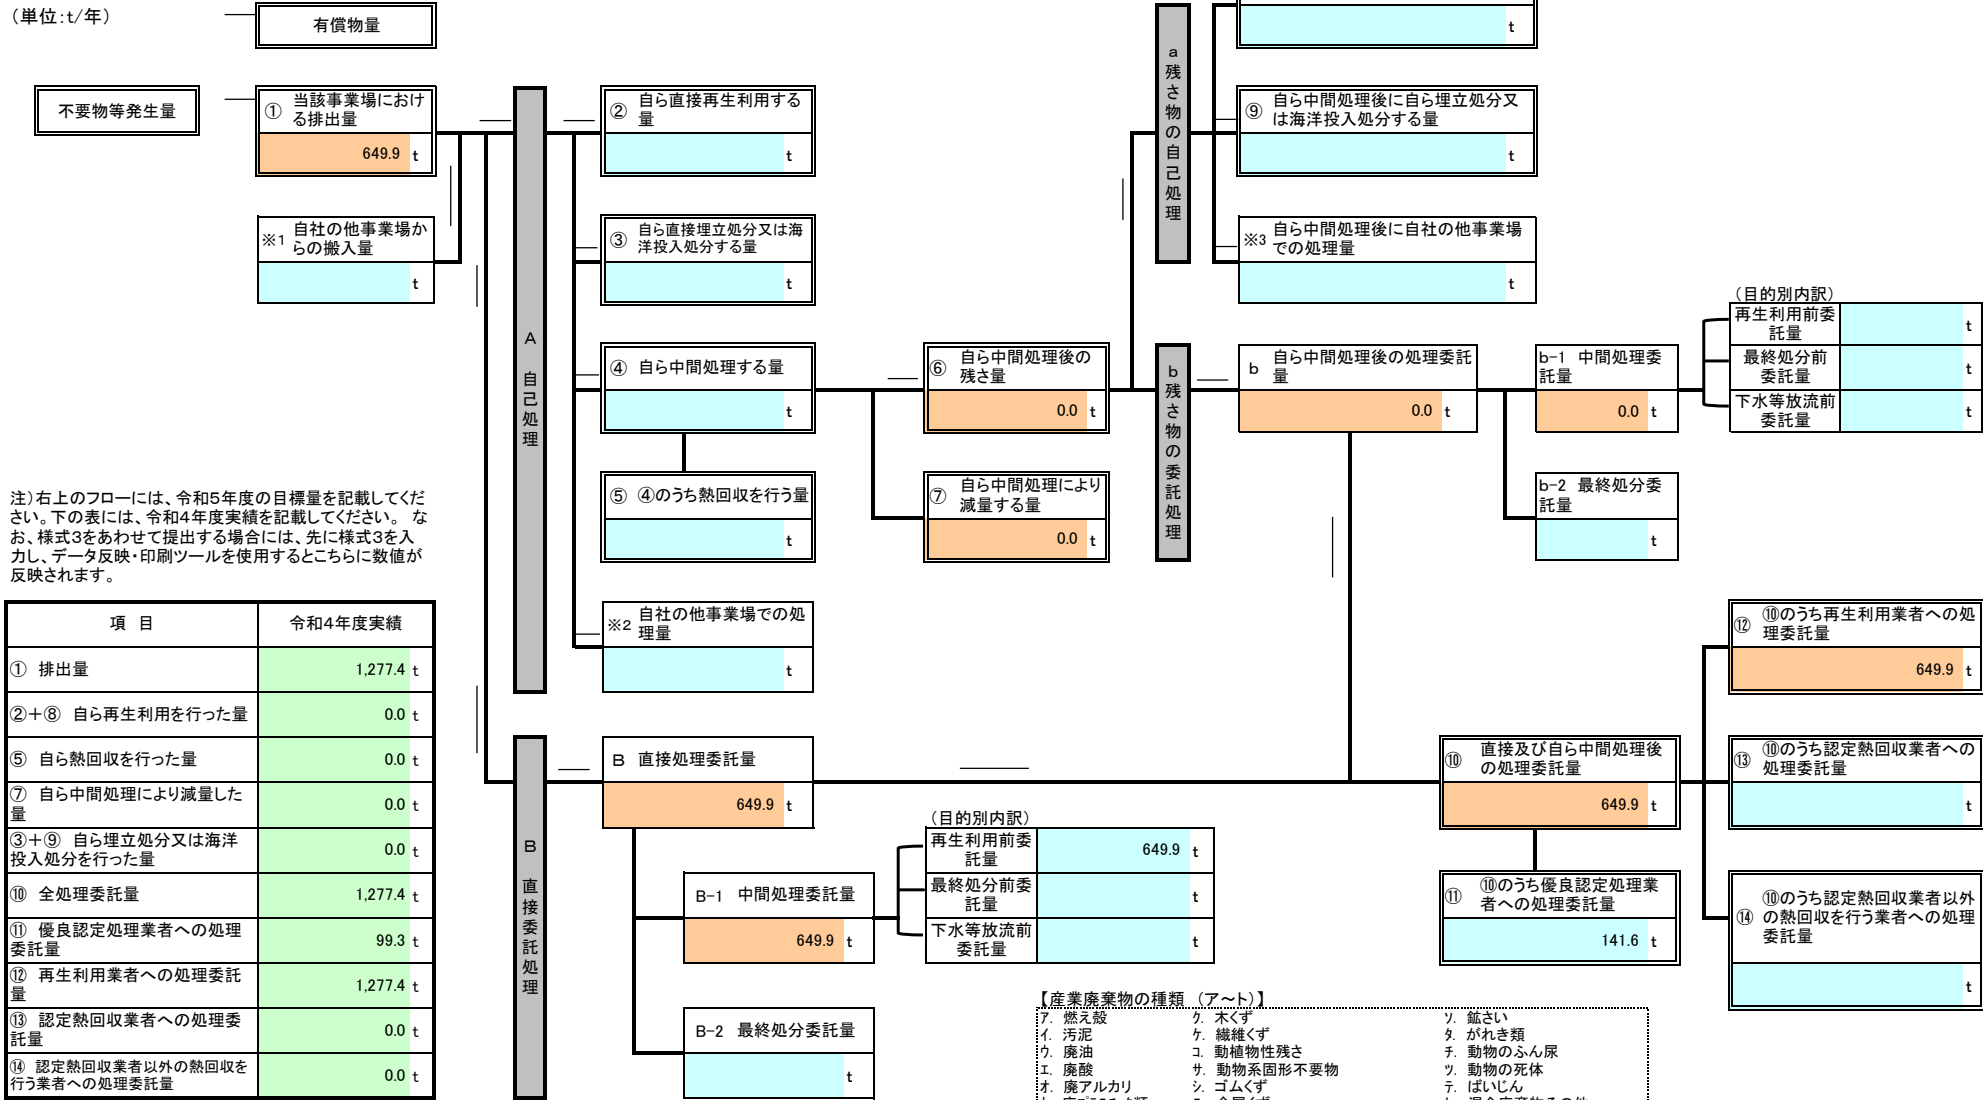 （単位：t/年）
有償物量
t
不要物等発生量
① 当該事業場におけ
る排出量
649.9 t
※1 自社の他事業場か
らの搬入量
t
A 自己処理
② 自ら直接再生利用する
量
t
③ 自ら直接埋立処分又は海
洋投入処分する量
t
④ 自ら中間処理する量
t
⑤ ④のうち熱回収を行う量
t
※2 自社の他事業場での処
理量
t
⑥ 自ら中間処理後の
残さ量
0.0 t
⑦ 自ら中間処理により
減量する量
0.0 t
a 残さ物の自己処理
⑨ 自ら中間処理後に自ら埋立処分又
は海洋投入処分する量
t
※3 自ら中間処理後に自社の他事業場
での処理量
t
b 残さ物の委託処理
b 自ら中間処理後の処理委託
量
0.0 t
b-1 中間処理委
託量
0.0 t
（目的別内訳）
再生利用前委
託量
t
最終処分前
委託量
t
下水等放流前
委託量
t
b-2 最終処分委
託量
t
注）右上のフローには、令和5年度の目標量を記載してくだ
さい。下の表には、令和4年度実績を記載してください。 な
お、様式3をあわせて提出する場合には、先に様式3を入
力し、データ反映・印刷ツールを使用するとこちらに数値が
反映されます。
項 目 令和4年度実績
① 排出量 1,277.4 t
②＋⑧ 自ら再生利用を行った量 0.0 t
⑤ 自ら熱回収を行った量 0.0 t
⑦ 自ら中間処理により減量した
量 0.0 t
③＋⑨ 自ら埋立処分又は海洋
投入処分を行った量 0.0 t
⑩ 全処理委託量 1,277.4 t
⑪ 優良認定処理業者への処理
委託量 99.3 t
⑫ 再生利用業者への処理委託
量 1,277.4 t
⑬ 認定熱回収業者への処理委
託量 0.0 t
⑭ 認定熱回収業者以外の熱回収を
行う業者への処理委託量 0.0 t
B 直接委託処理
B 直接処理委託量
649.9 t
B-1 中間処理委託量
649.9 t
（目的別内訳）
再生利用前委
託量
649.9 t
最終処分前委
託量
t
下水等放流前
委託量
t
B-2 最終処分委託量
t
⑩ 直接及び自ら中間処理後
の処理委託量
649.9 t
⑪ ⑩のうち優良認定処理業
者への処理委託量
141.6 t
⑫ ⑩のうち再生利用業者への処
理委託量
649.9 t
⑬ ⑩のうち認定熱回収業者への
処理委託量
t
⑭ ⑩のうち認定熱回収業者以外
の熱回収を行う業者への処理
委託量
t
【産業廃棄物の種類 （ア～ト）】
ア. 燃え殻 ク. 木くず ソ. 鉱さい
イ. 汚泥 ケ. 繊維くず タ. がれき類
ウ. 廃油 コ. 動植物性残さ チ. 動物のふん尿
エ. 廃酸 サ. 動物系固形不要物 ツ. 動物の死体
オ. 廃アルカリ シ. ゴムくず テ. ばいじん